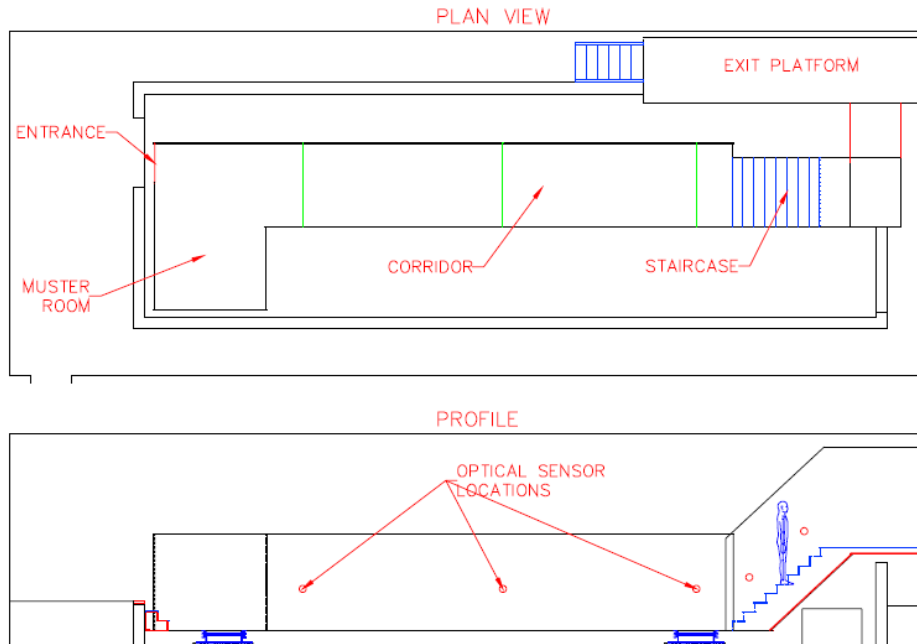 PLAN VIEW
EXIT PLATFORM
ENTRANCE
CORRIDOR
STAIRCASE
MUSTER
ROOM
PROFILE
OPTICAL SENSOR
LOCATIONS